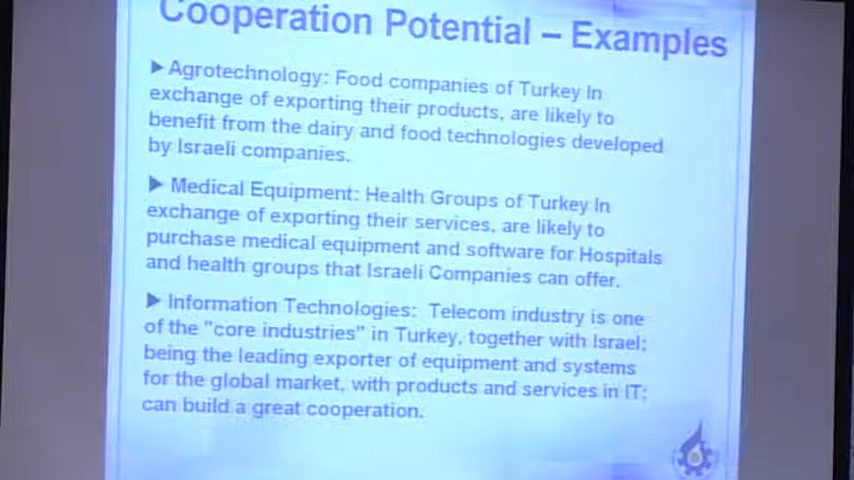 Cooperation Potential – Examples
► Agrotechnology: Food companies of Turkey In
exchange of exporting their products, are likely to
benefit from the dairy and food technologies developed
by Israeli companies.
► Medical Equipment: Health Groups of Turkey In
exchange of exporting their services, are likely to
purchase medical equipment and software for Hospitals
and health groups that Israeli Companies can offer.
► Information Technologies: Telecom industry is one
of the "core industries" in Turkey, together with Israel;
being the leading exporter of equipment and systems
for the global market, with products and services in IT;
can build a great cooperation.